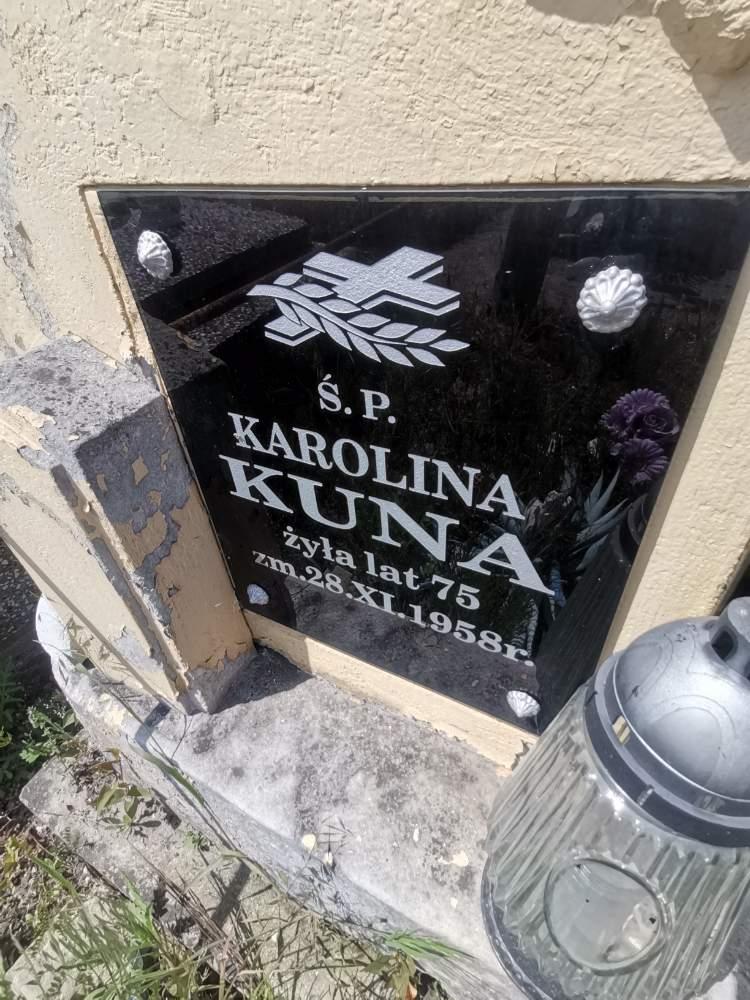 Ś. P.
KAROLINA
KUNA
żyła lat 75
zm.28.XI.1958r.